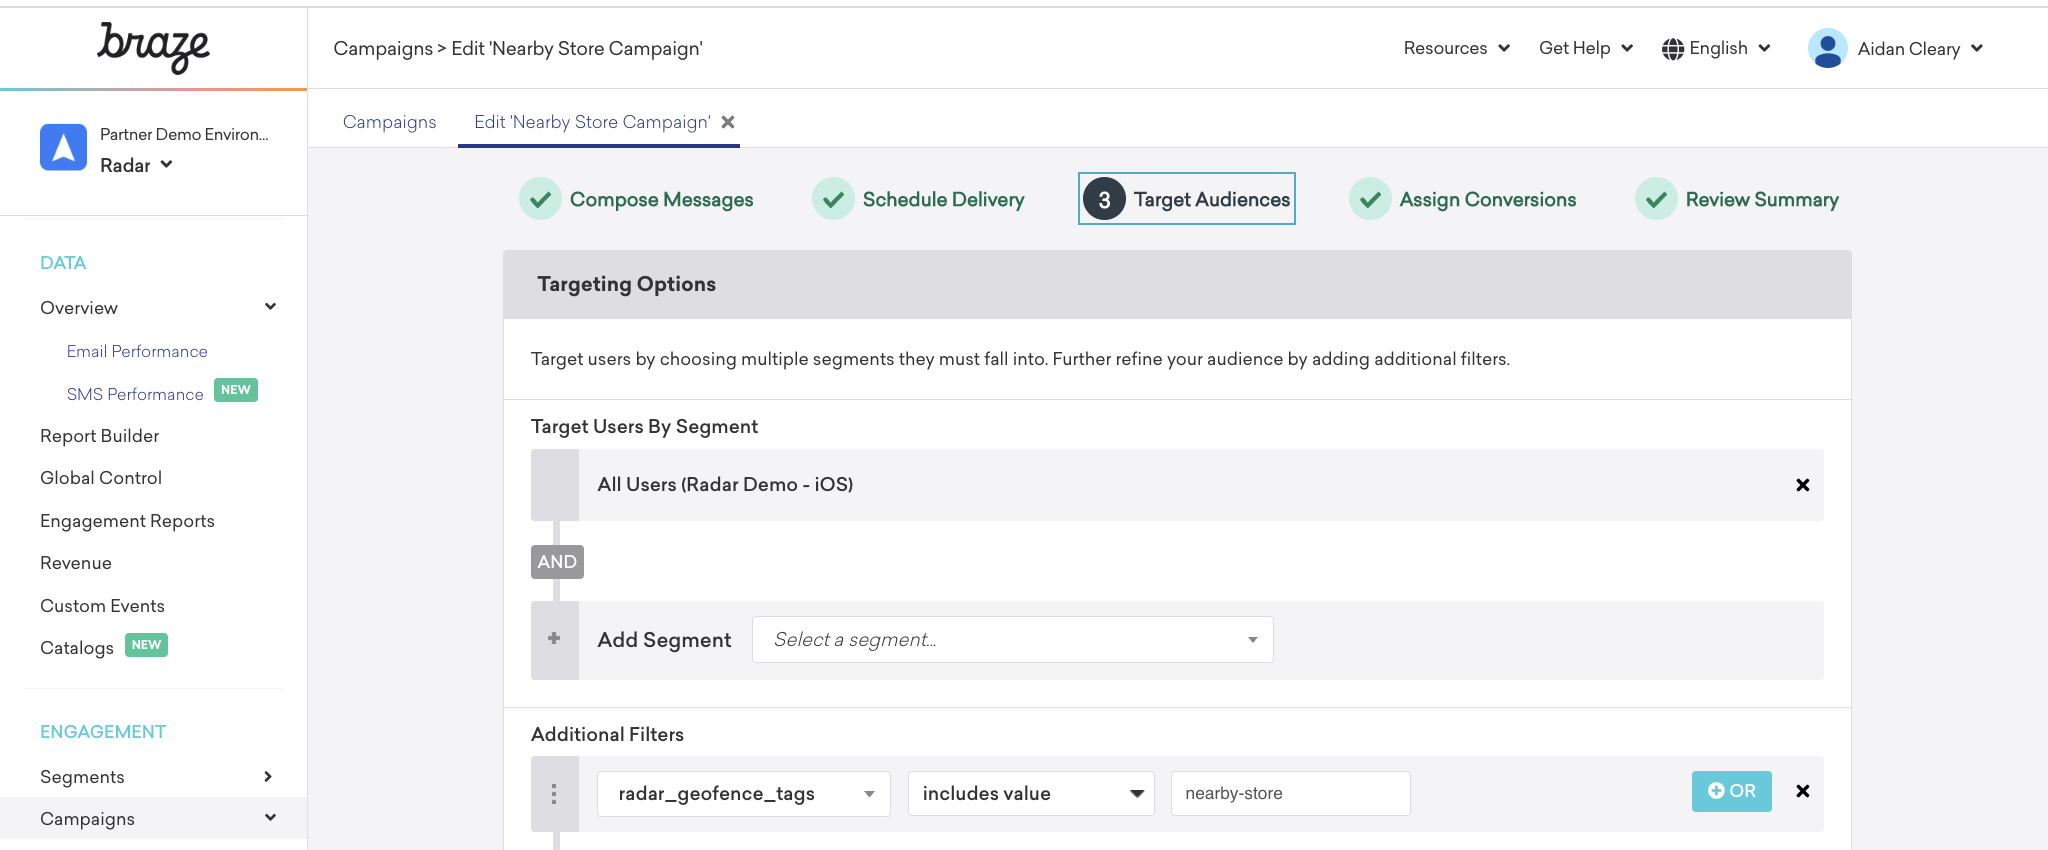 braze
Campaigns > Edit 'Nearby Store Campaign'
Resources
Get Help
English
Aidan Cleary
Partner Demo Environ...
Radar
Campaigns
Edit 'Nearby Store Campaign'
Compose Messages
Schedule Delivery
3 Target Audiences
Assign Conversions
Review Summary
DATA
Overview
Email Performance
SMS Performance NEW
Report Builder
Global Control
Engagement Reports
Revenue
Custom Events
Catalogs NEW
ENGAGEMENT
Segments
Campaigns
Targeting Options
Target users by choosing multiple segments they must fall into. Further refine your audience by adding additional filters.
Target Users By Segment
All Users (Radar Demo - iOS)
AND
+ Add Segment Select a segment...
Additional Filters
radar_geofence_tags includes value nearby-store OR